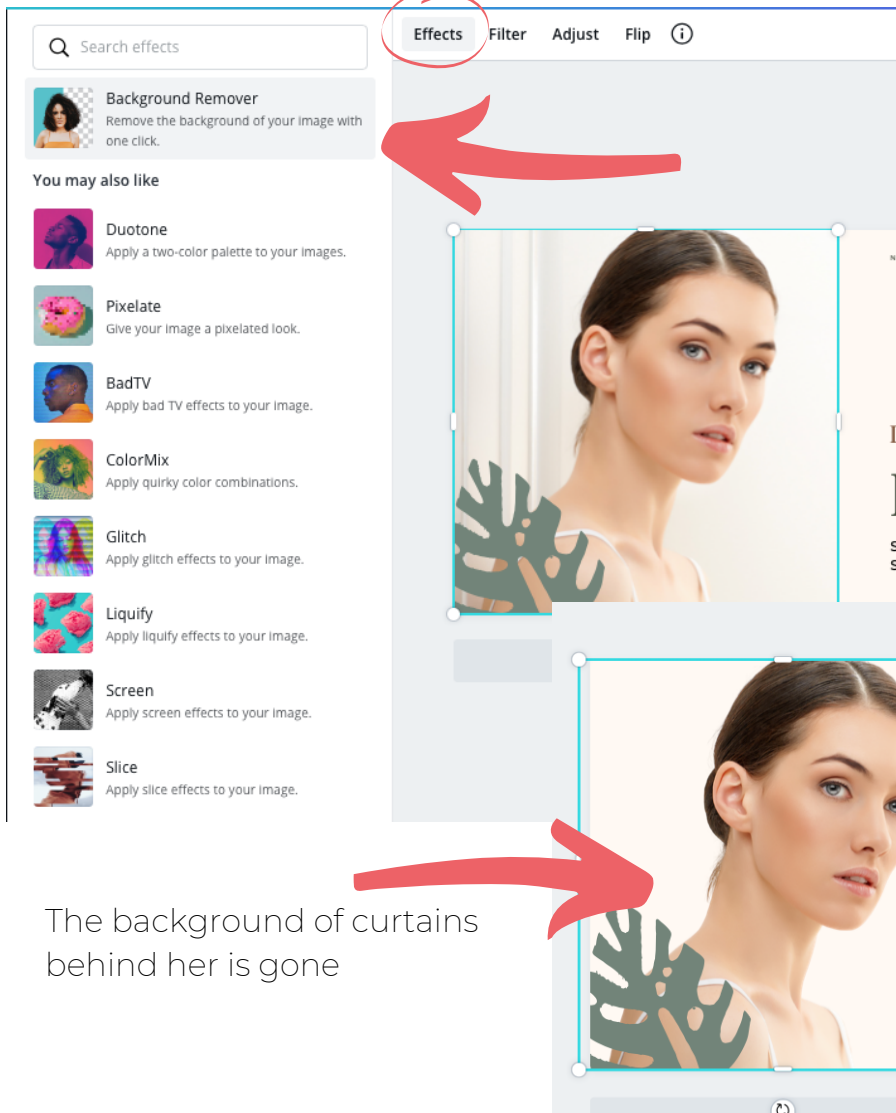 Search effects
Effects Filter Adjust Flip
Background Remover
Remove the background of your image with
one click.
You may also like
Duotone
Apply a two-color palette to your images.
Pixelate
Give your image a pixelated look.
BadTV
Apply bad TV effects to your image.
ColorMix
Apply quirky color combinations.
Glitch
Apply glitch effects to your image.
Liquify
Apply liquify effects to your image.
Screen
Apply screen effects to your image.
Slice
Apply slice effects to your image.
The background of curtains
behind her is gone